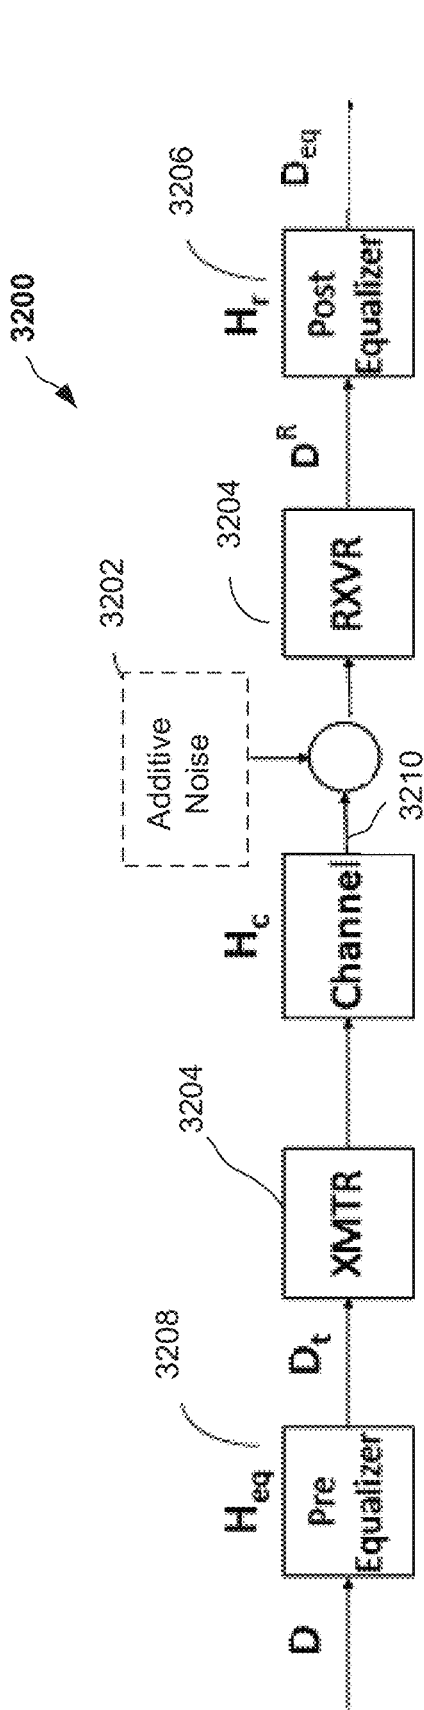 3200
3202
Additive
Noise
3208
3204
3204
3206
H_eq
H_c
H_r
D
Pre
Equalizer
D_t
XMTR
Channel
3210
RXVR
D^R
Post
Equalizer
D_eq